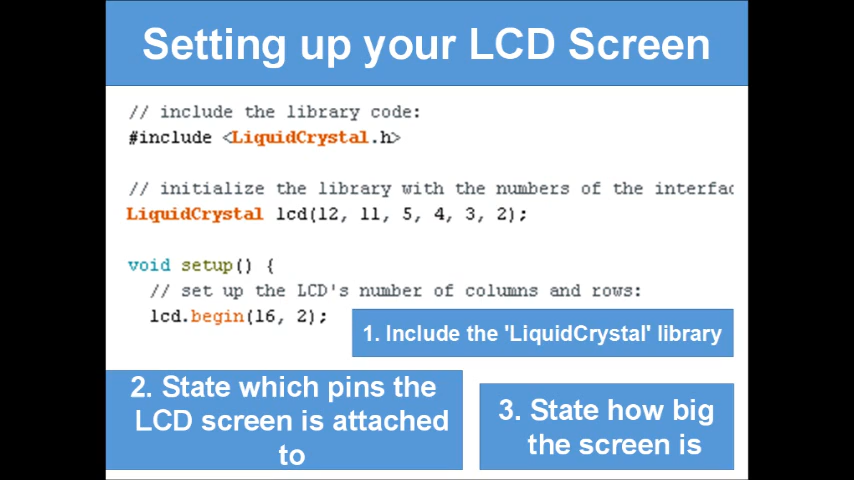 Setting up your LCD Screen
// include the library code:
#include <LiquidCrystal.h>
// initialize the library with the numbers of the interfac
LiquidCrystal lcd(12, 11, 5, 4, 3, 2);
void setup() {
// set up the LCD's number of columns and rows:
lcd.begin(16, 2);
1. Include the 'LiquidCrystal' library
2. State which pins the
LCD screen is attached
to
3. State how big
the screen is